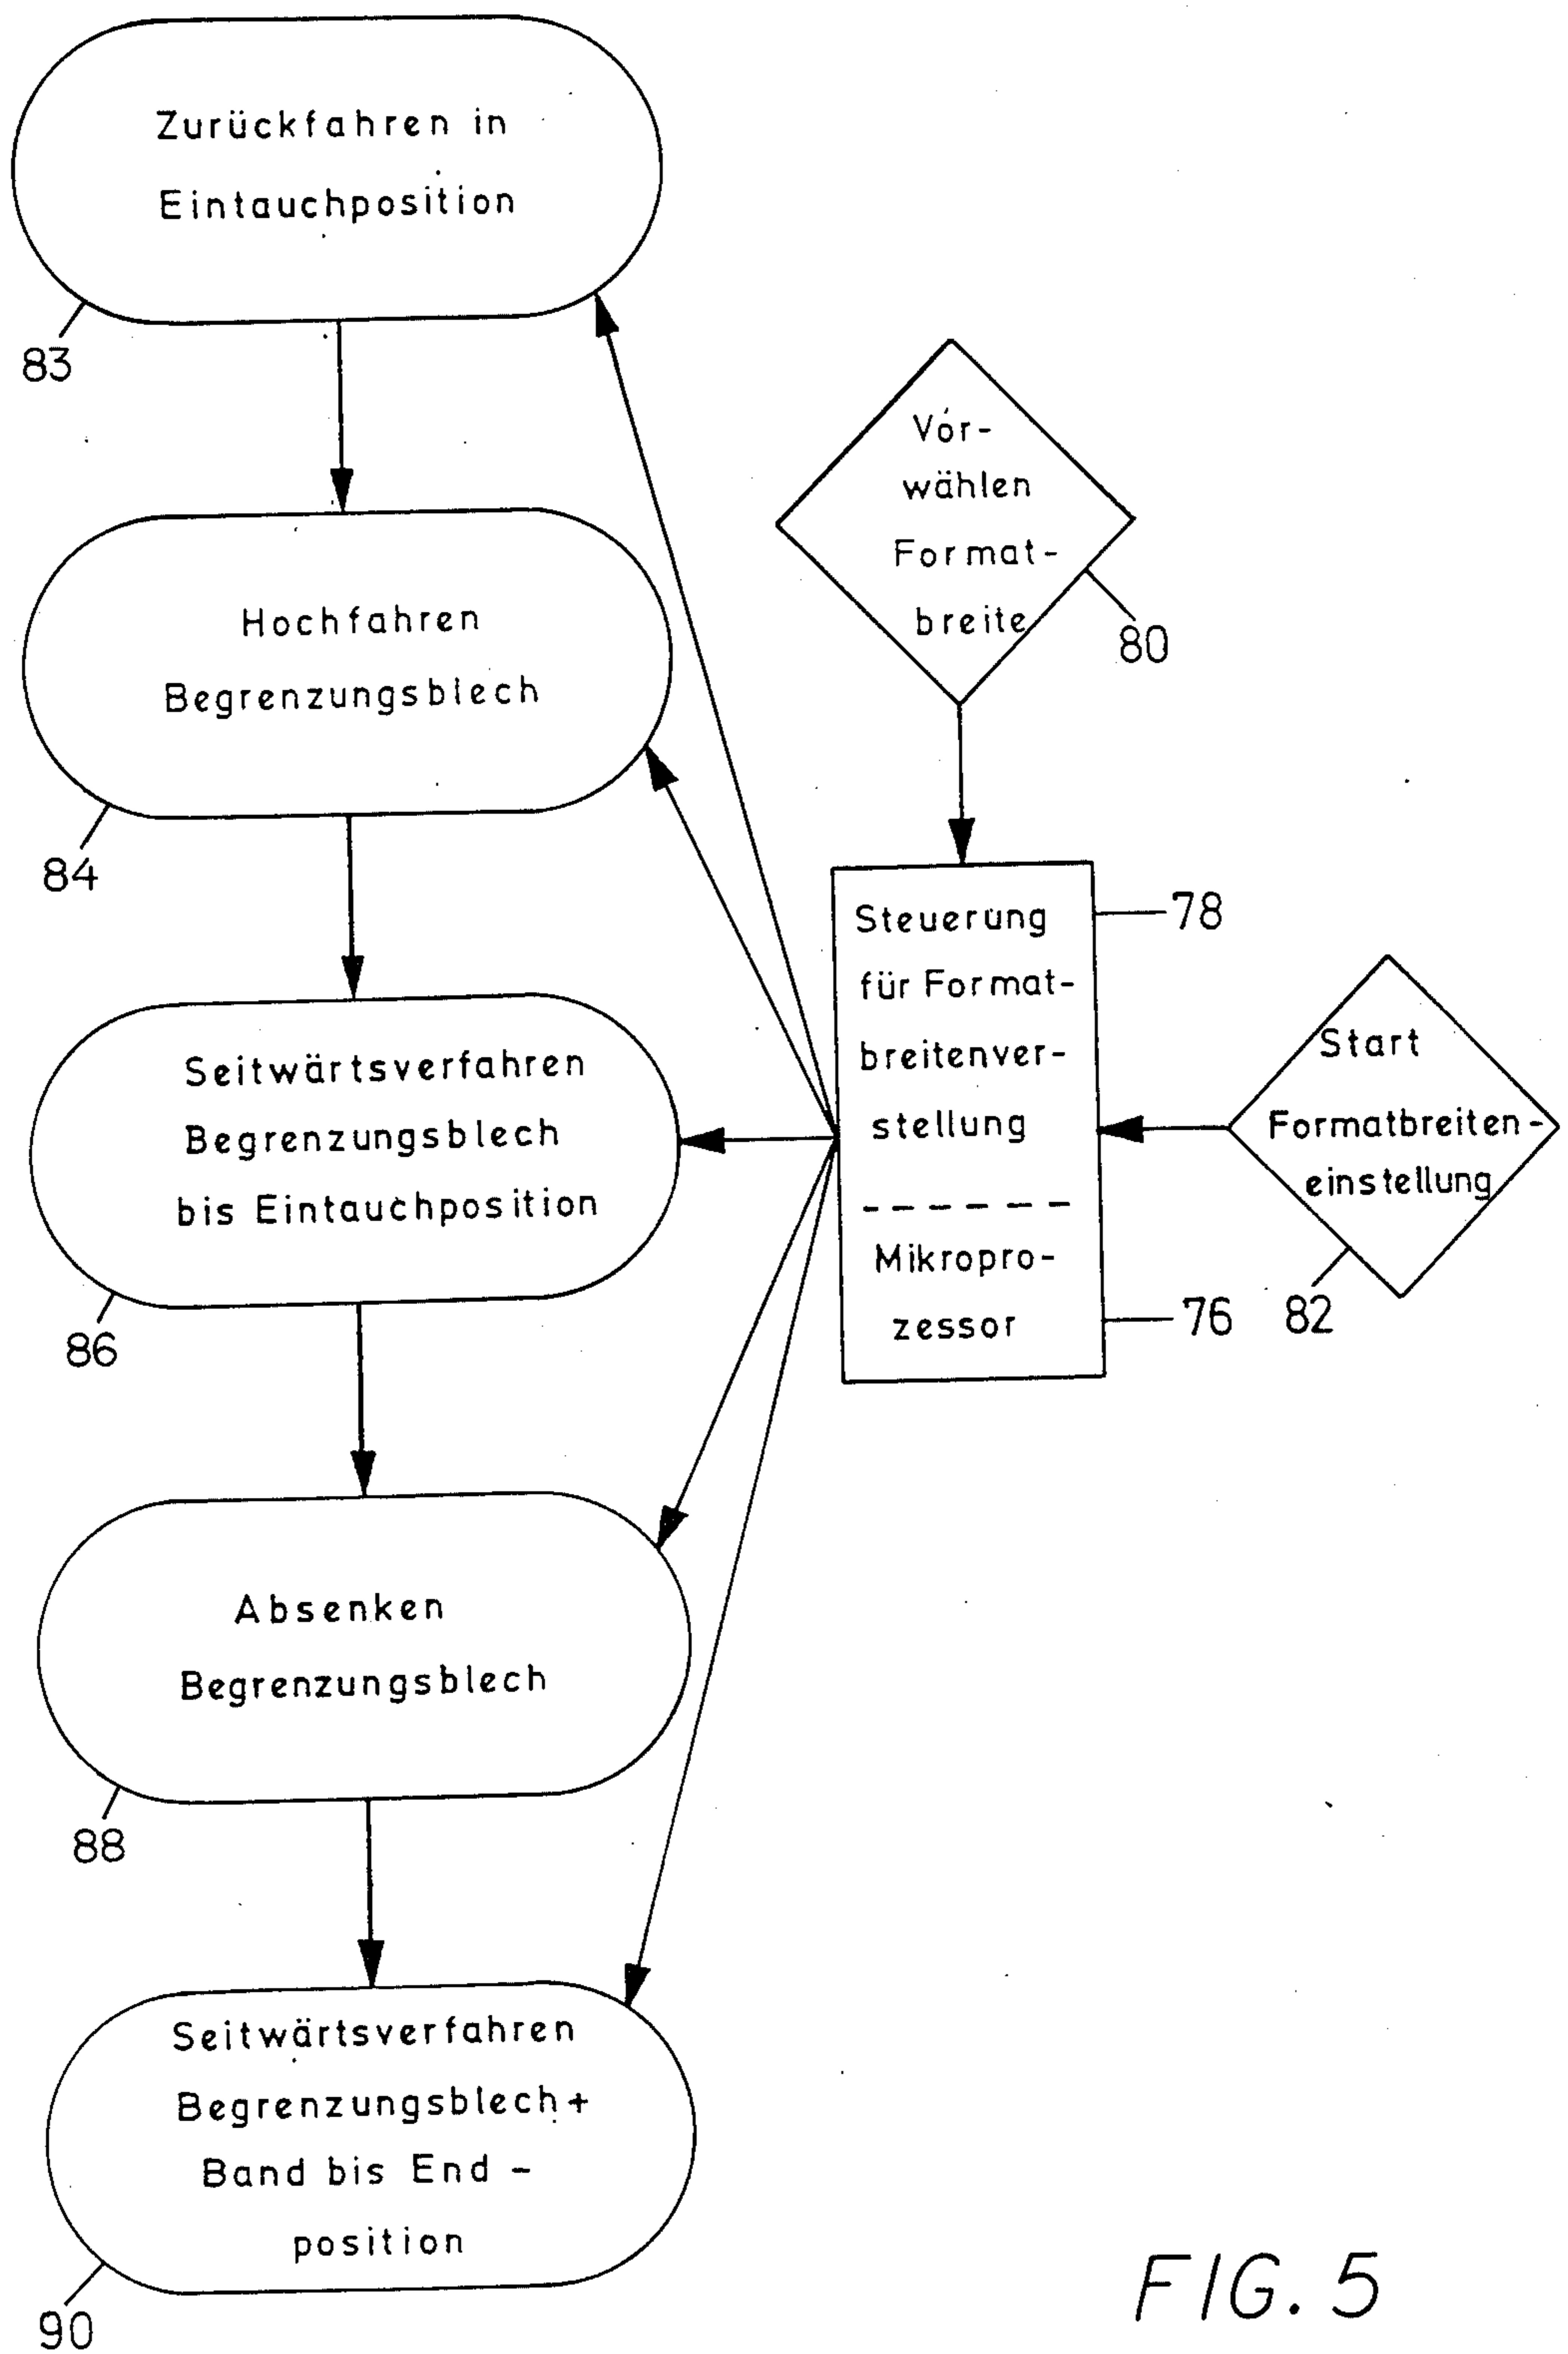 Zurückfahren in
Eintauchposition
83
Hochfahren
Begrenzungsblech
84
Seitwärtsverfahren
Begrenzungsblech
bis Eintauchposition
86
Absenken
Begrenzungsblech
88
Seitwärtsverfahren
Begrenzungsblech+
Band bis End-
position
90
Vor-
wählen
Format-
breite
80
Steuerung
für Format-
breitenver-
stellung
Mikropro-
zessor
78
76
Start
Formatbreiten-
einstellung
82
FIG. 5